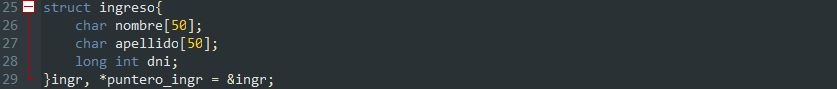 25 struct ingreso{
26     char nombre[50];
27     char apellido[50];
28     long int dni;
29 }ingr, *puntero_ingr = &ingr;